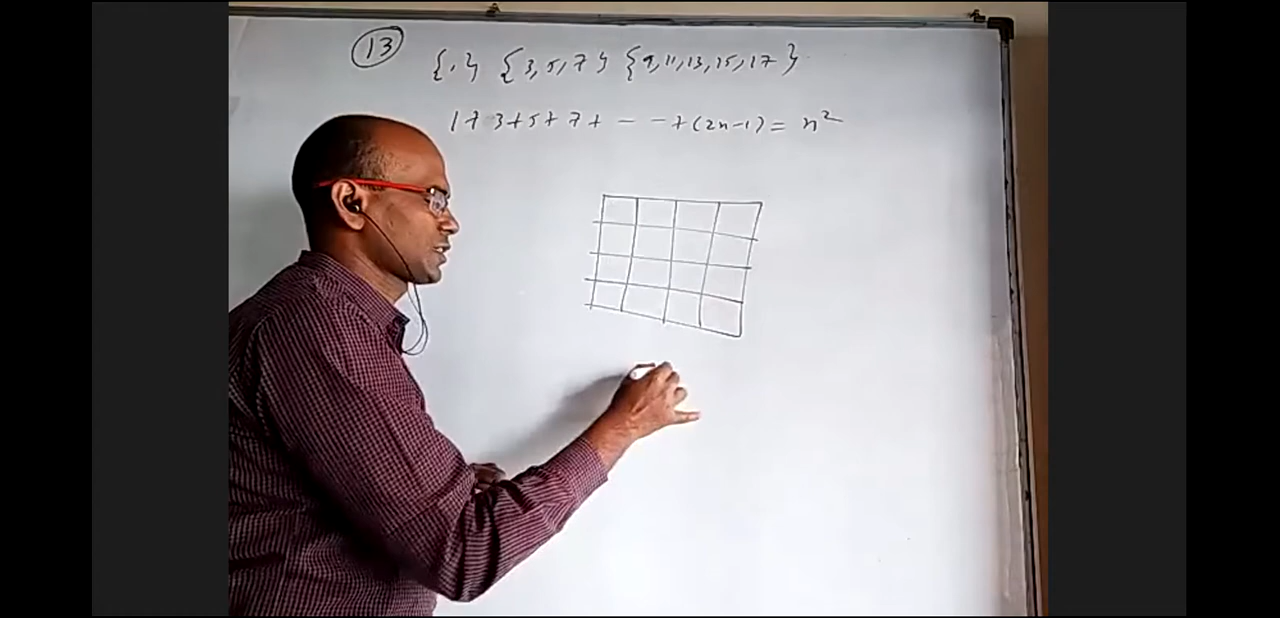 13
{1} {3, 5, 7} {9, 11, 13, 15, 17}
1 + 3 + 5 + 7 + - - + (2n-1) = n²